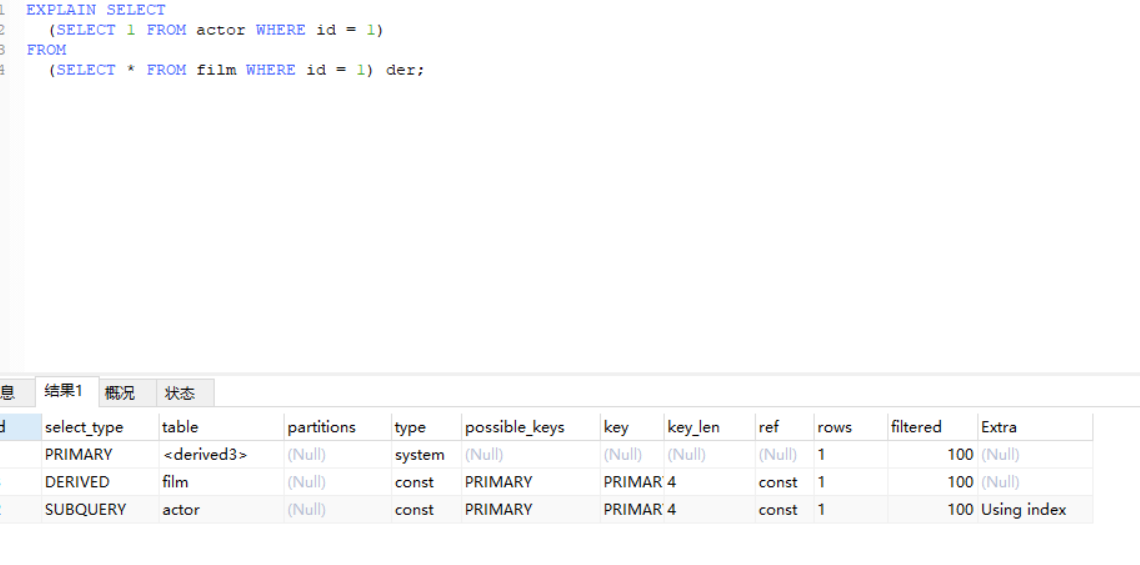 1 EXPLAIN SELECT
2 (SELECT 1 FROM actor WHERE id = 1)
3 FROM
4 (SELECT * FROM film WHERE id = 1) der;
息 结果1 概况 状态
d select_type table partitions type possible_keys key key_len ref rows filtered Extra
PRIMARY <derived3> (Null) system (Null) (Null) (Null) (Null) 1 100 (Null)
DERIVED film (Null) const PRIMARY PRIMAR 4 const 1 100 (Null)
2 SUBQUERY actor (Null) const PRIMARY PRIMAR 4 const 1 100 Using index